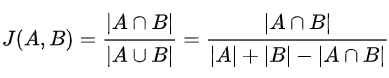 J(A, B) = |A ∩ B| / |A ∪ B| = |A ∩ B| / (|A| + |B| − |A ∩ B|)